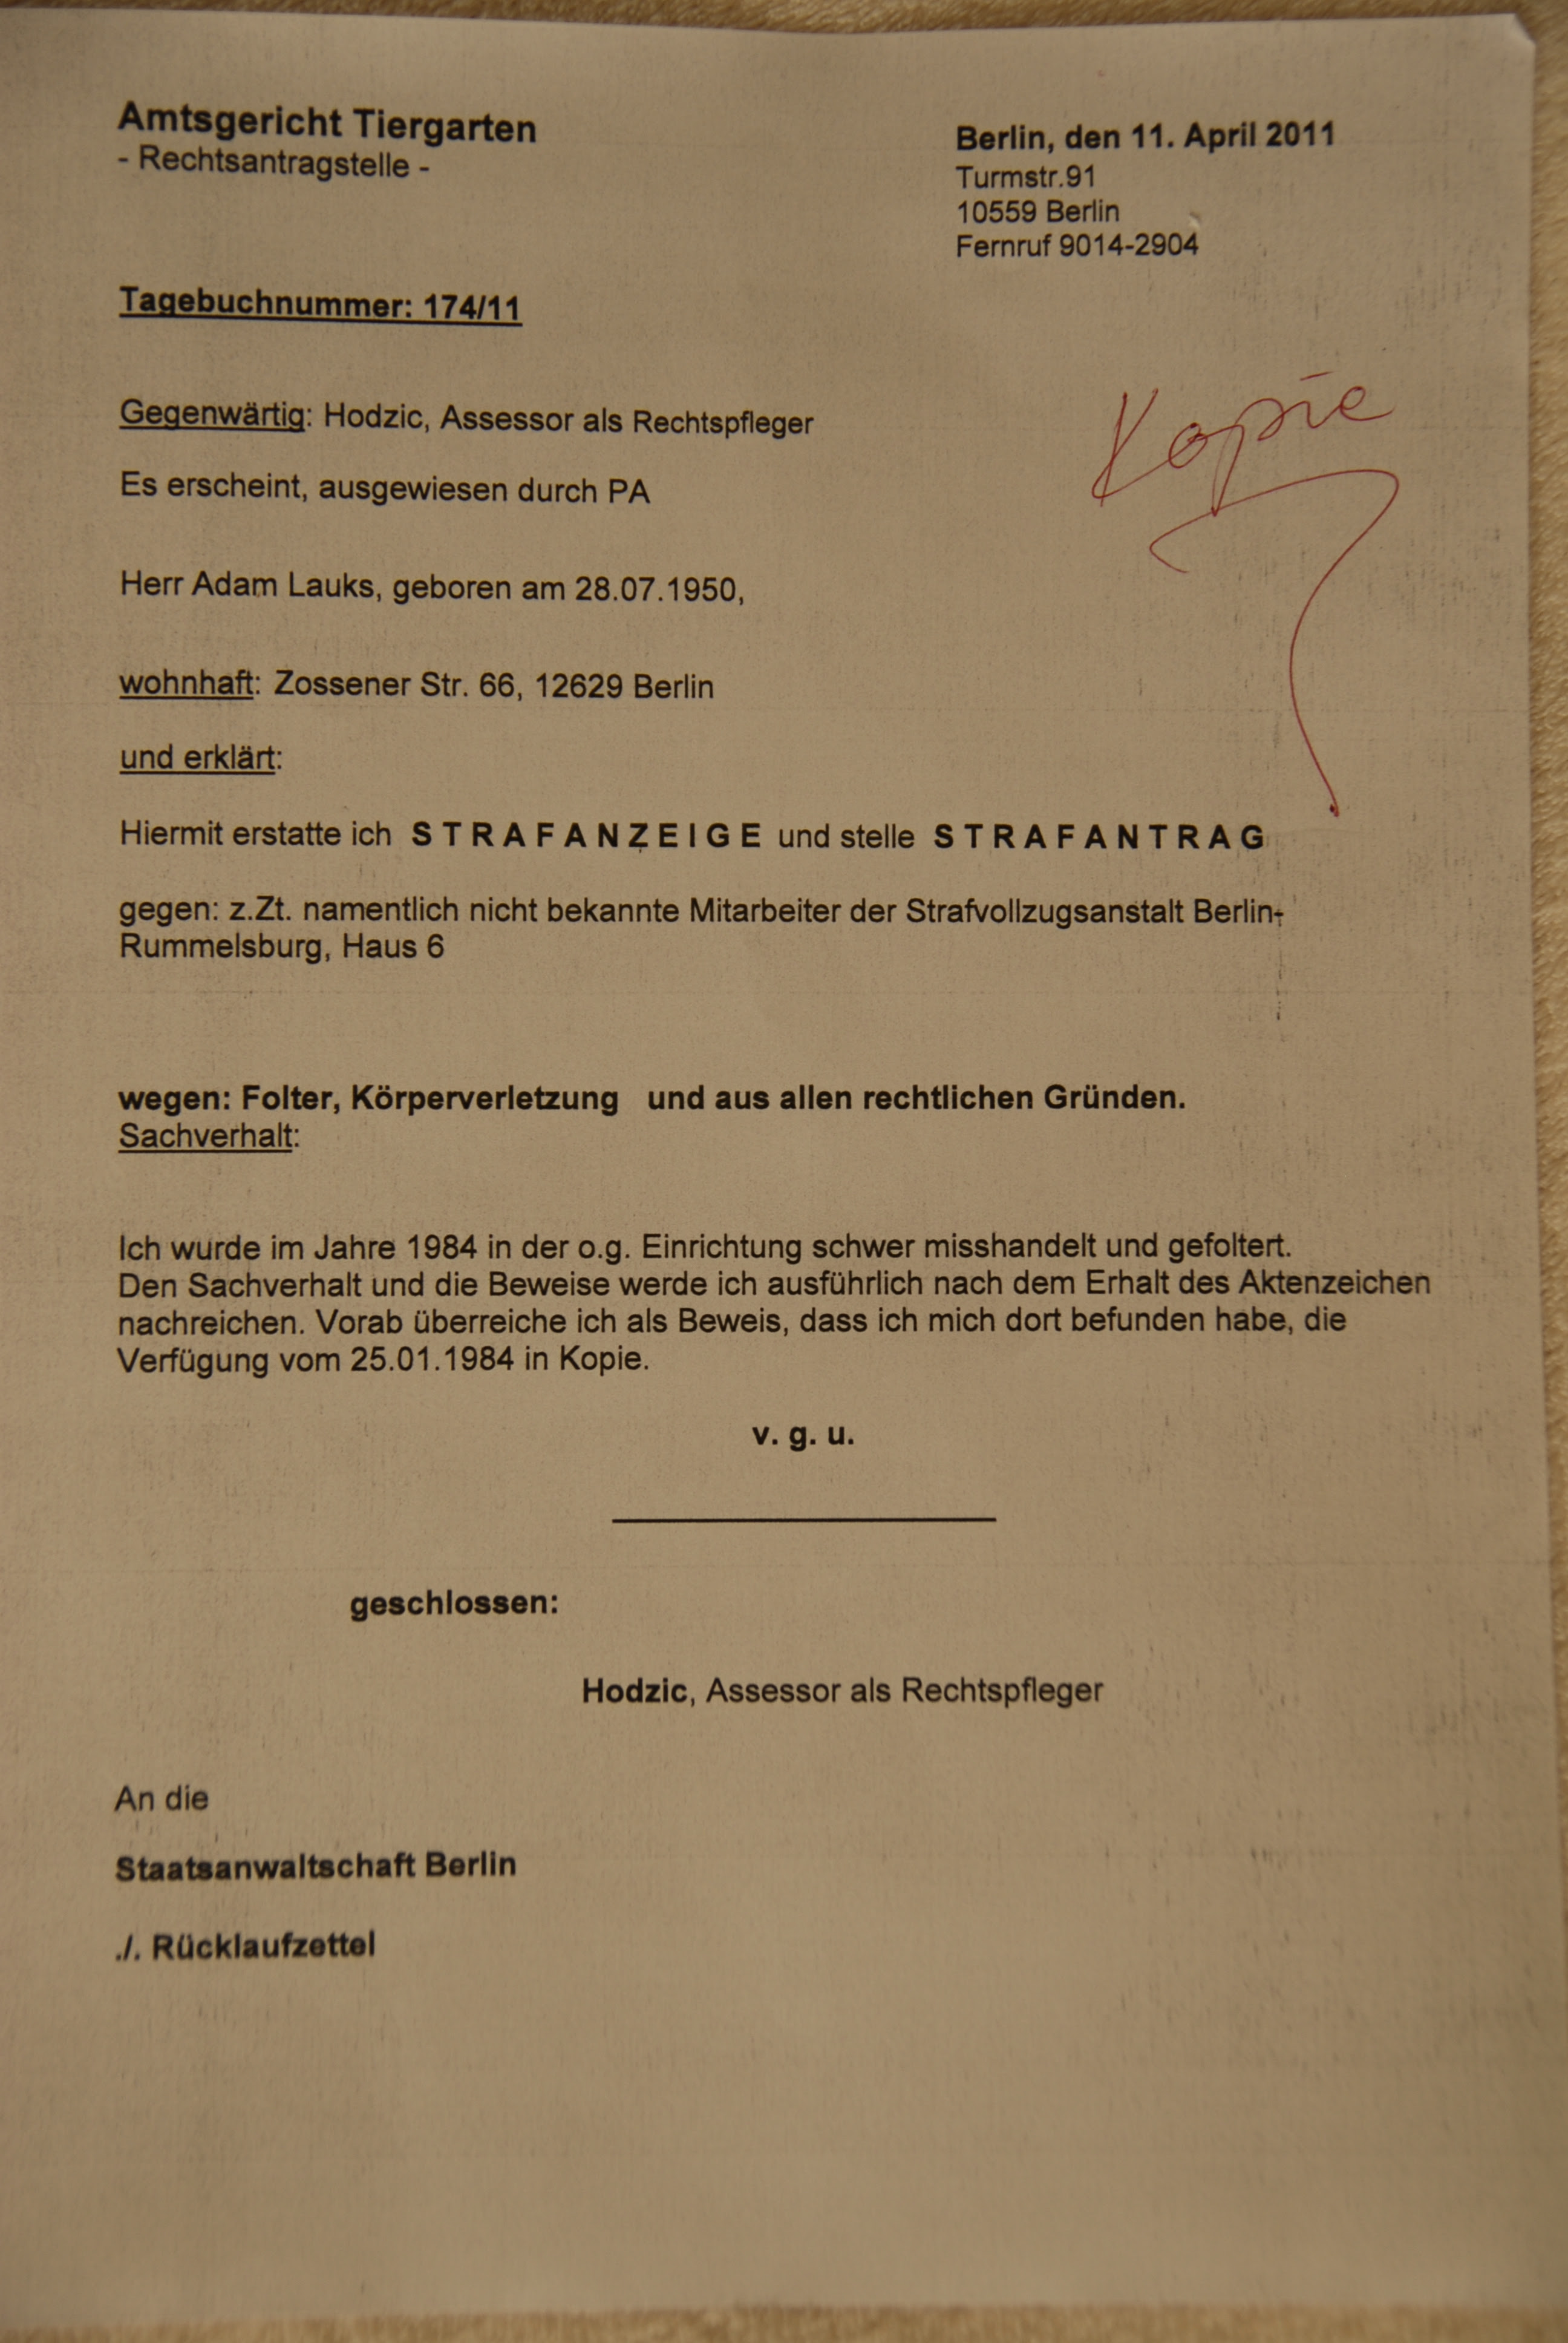 Amtsgericht Tiergarten
- Rechtsantragstelle -
Berlin, den 11. April 2011
Turmstr.91
10559 Berlin
Fernruf 9014-2904
Tagebuchnummer: 174/11
Kopie
Gegenwärtig: Hodzic, Assessor als Rechtspfleger
Es erscheint, ausgewiesen durch PA
Herr Adam Lauks, geboren am 28.07.1950,
wohnhaft: Zossener Str. 66, 12629 Berlin
und erklärt:
Hiermit erstatte ich S T R A F A N Z E I G E und stelle S T R A F A N T R A G
gegen: z.Zt. namentlich nicht bekannte Mitarbeiter der Strafvollzugsanstalt Berlin-
Rummelsburg, Haus 6
wegen: Folter, Körperverletzung und aus allen rechtlichen Gründen.
Sachverhalt:
Ich wurde im Jahre 1984 in der o.g. Einrichtung schwer misshandelt und gefoltert.
Den Sachverhalt und die Beweise werde ich ausführlich nach dem Erhalt des Aktenzeichen
nachreichen. Vorab überreiche ich als Beweis, dass ich mich dort befunden habe, die
Verfügung vom 25.01.1984 in Kopie.
v. g. u.
geschlossen:
Hodzic, Assessor als Rechtspfleger
An die
Staatsanwaltschaft Berlin
./. Rücklaufzettel